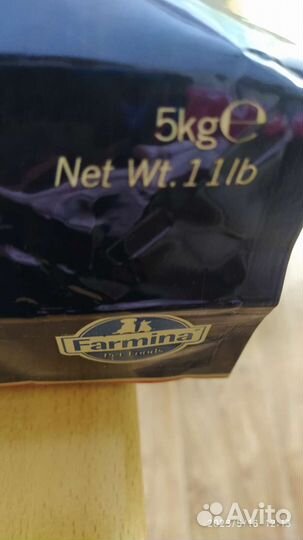 5kg℮
Net Wt. 11lb
Farmina
Pet Foods
Avito